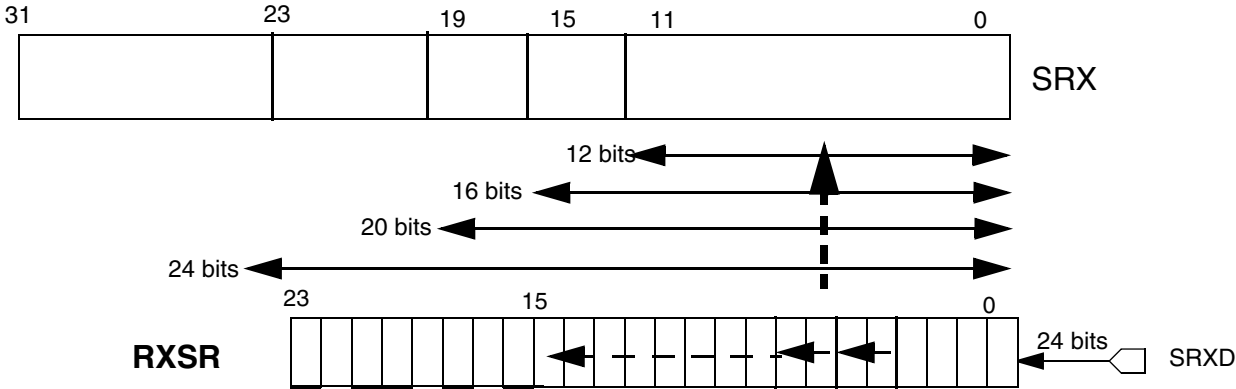 31 23 19 15 11 0
SRX
12 bits
16 bits
20 bits
24 bits
23 15 0
RXSR
24 bits
SRXD